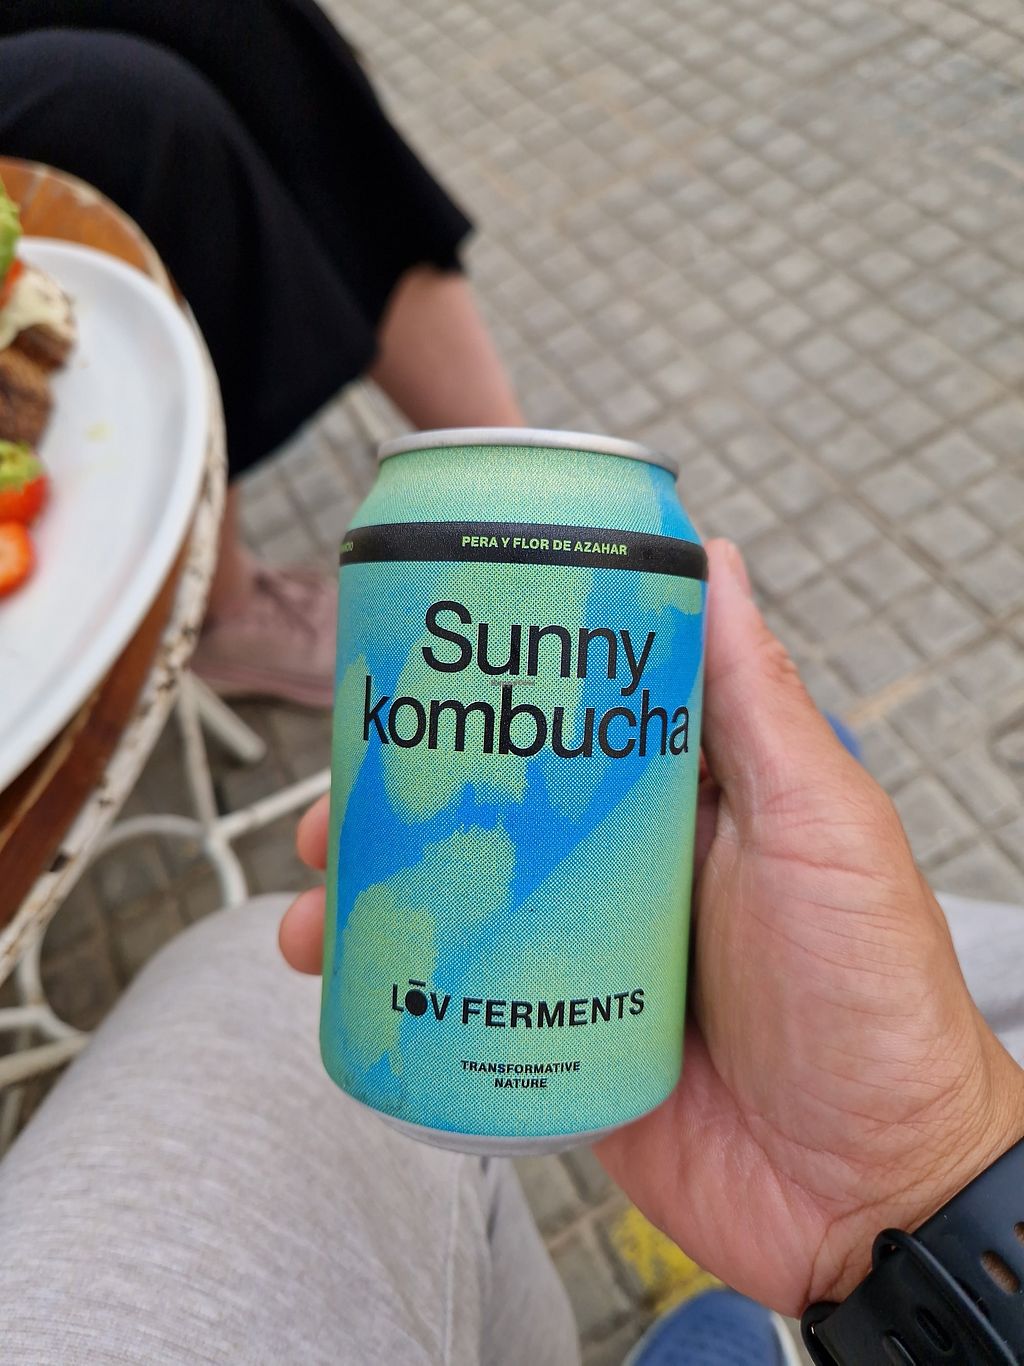 PERA Y FLOR DE AZAHAR
Sunny
kombucha
LŌV FERMENTS
TRANSFORMATIVE
NATURE